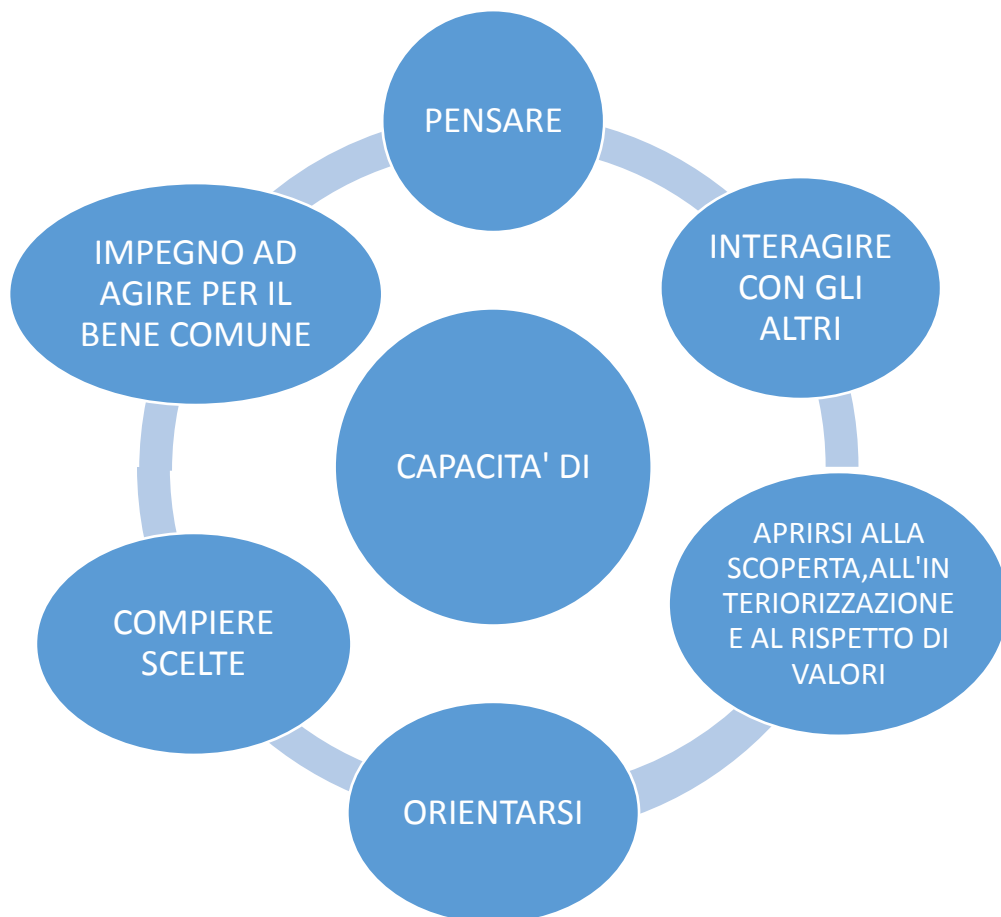 PENSARE
INTERAGIRE
CON GLI
ALTRI
APRIRSI ALLA
SCOPERTA,ALL'IN
TERIORIZZAZIONE
E AL RISPETTO DI
VALORI
ORIENTARSI
COMPIERE
SCELTE
IMPEGNO AD
AGIRE PER IL
BENE COMUNE
CAPACITA' DI